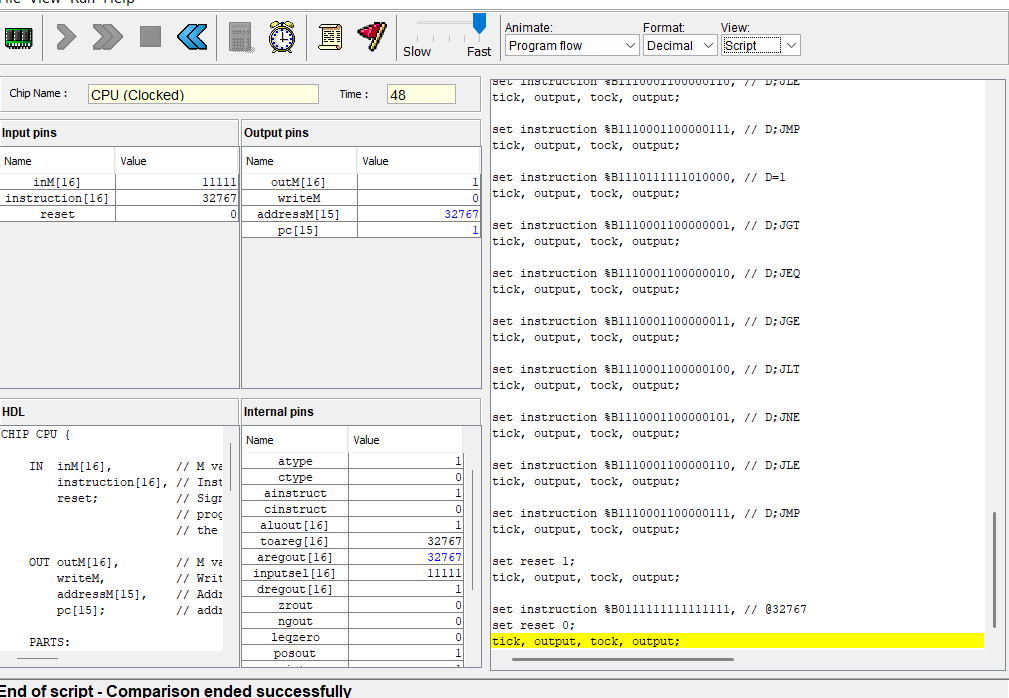 File View Run Help
Slow Fast
Animate:
Program flow
Format:
Decimal
View:
Script
Chip Name :
CPU (Clocked)
Time :
48
Input pins
Name Value
inM[16] 11111
instruction[16] 32767
reset 0
Output pins
Name Value
outM[16] 1
writeM 0
addressM[15] 32767
pc[15] 1
HDL
CHIP CPU {
IN inM[16], // M va
instruction[16], // Inst
reset; // Sign
// prog
// the
OUT outM[16], // M va
writeM, // Writ
addressM[15], // Addr
pc[15]; // addr
PARTS:
Internal pins
Name Value
atype 1
ctype 0
ainstruct 1
cinstruct 0
aluout[16] 1
toareg[16] 32767
aregout[16] 32767
inputsel[16] 11111
dregout[16] 1
zrout 0
ngout 0
leqzero 0
posout 1
set instruction %B1110001100000110, // D;JLE
tick, output, tock, output;
set instruction %B1110001100000111, // D;JMP
tick, output, tock, output;
set instruction %B1110111111010000, // D=1
tick, output, tock, output;
set instruction %B1110001100000001, // D;JGT
tick, output, tock, output;
set instruction %B1110001100000010, // D;JEQ
tick, output, tock, output;
set instruction %B1110001100000011, // D;JGE
tick, output, tock, output;
set instruction %B1110001100000100, // D;JLT
tick, output, tock, output;
set instruction %B1110001100000101, // D;JNE
tick, output, tock, output;
set instruction %B1110001100000110, // D;JLE
tick, output, tock, output;
set instruction %B1110001100000111, // D;JMP
tick, output, tock, output;
set reset 1;
tick, output, tock, output;
set instruction %B0111111111111111, // @32767
set reset 0;
tick, output, tock, output;
End of script - Comparison ended successfully